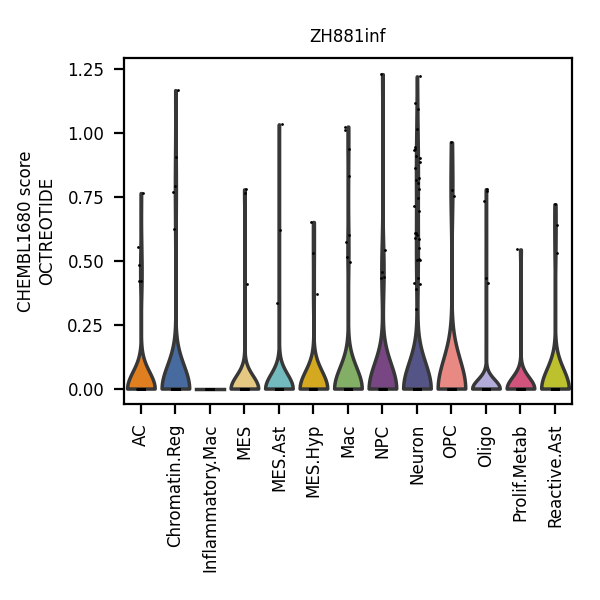 ZH881inf
CHEMBL1680 score
OCTREOTIDE
1.25
1.00
0.75
0.50
0.25
0.00
AC
Chromatin.Reg
Inflammatory.Mac
MES
MES.Ast
MES.Hyp
Mac
NPC
Neuron
OPC
Oligo
Prolif.Metab
Reactive.Ast